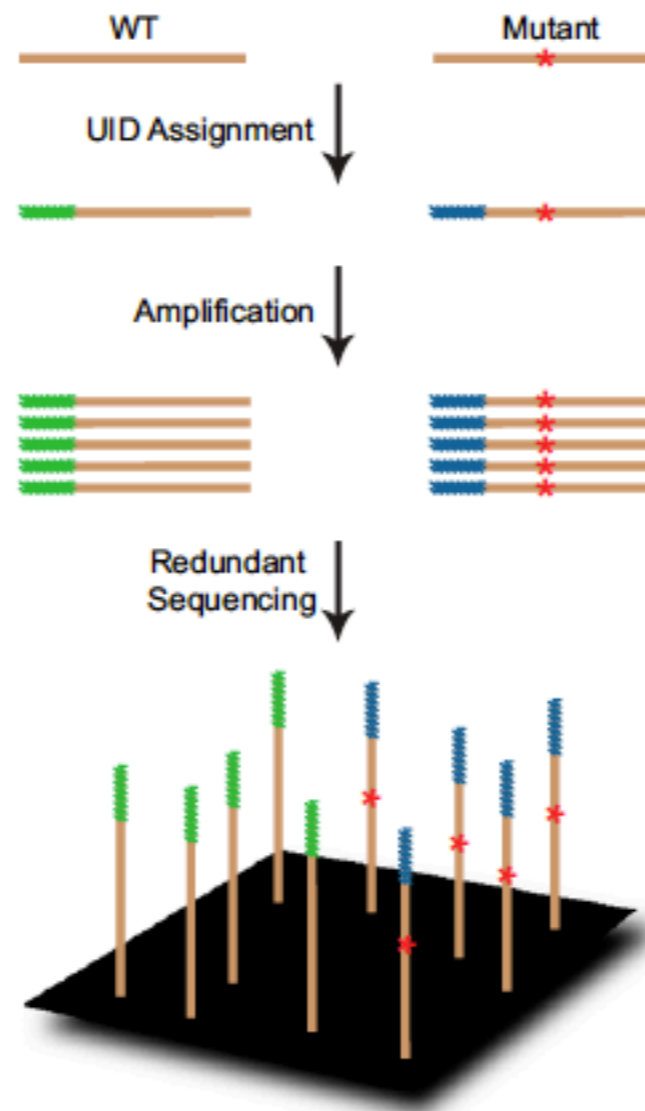 WT
Mutant
UID Assignment
Amplification
Redundant
Sequencing